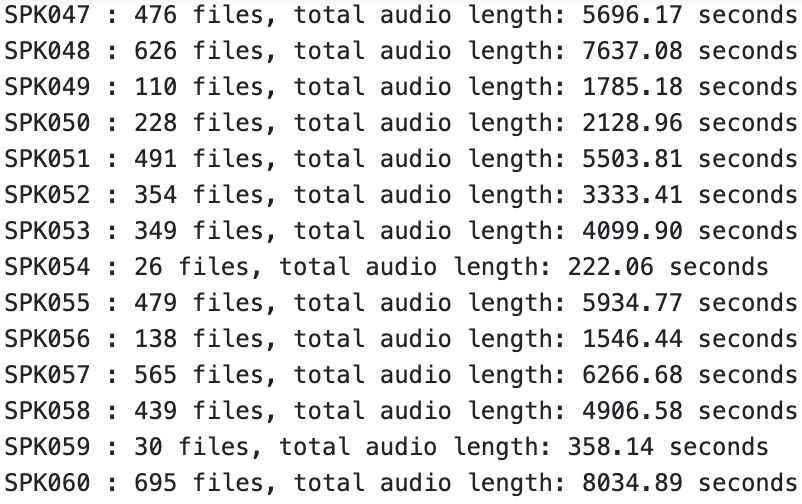 SPK047 : 476 files, total audio length: 5696.17 seconds
SPK048 : 626 files, total audio length: 7637.08 seconds
SPK049 : 110 files, total audio length: 1785.18 seconds
SPK050 : 228 files, total audio length: 2128.96 seconds
SPK051 : 491 files, total audio length: 5503.81 seconds
SPK052 : 354 files, total audio length: 3333.41 seconds
SPK053 : 349 files, total audio length: 4099.90 seconds
SPK054 : 26 files, total audio length: 222.06 seconds
SPK055 : 479 files, total audio length: 5934.77 seconds
SPK056 : 138 files, total audio length: 1546.44 seconds
SPK057 : 565 files, total audio length: 6266.68 seconds
SPK058 : 439 files, total audio length: 4906.58 seconds
SPK059 : 30 files, total audio length: 358.14 seconds
SPK060 : 695 files, total audio length: 8034.89 seconds